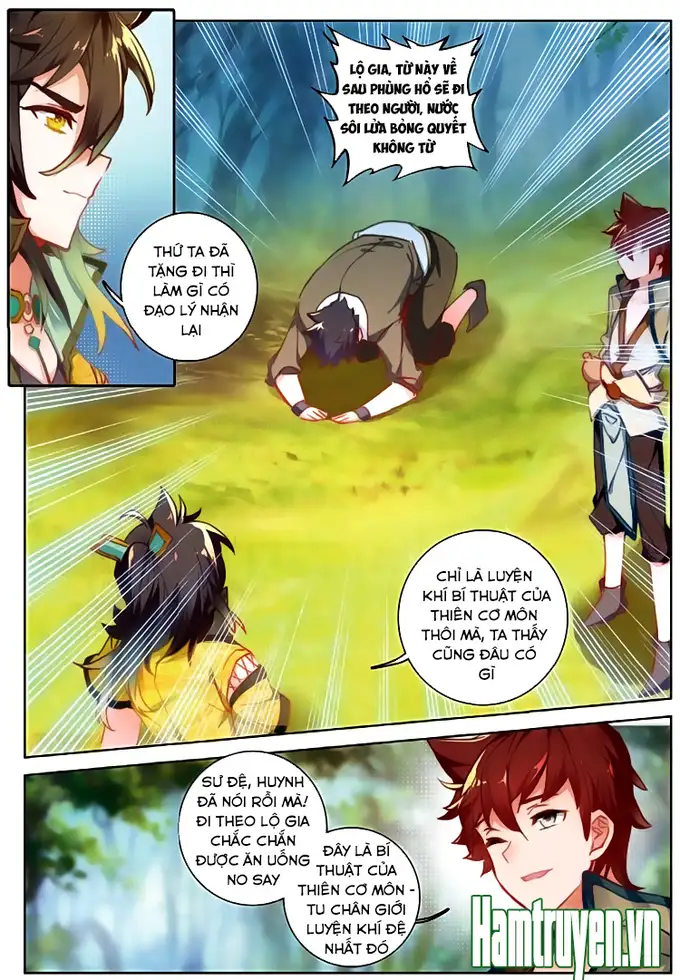 LỘ GIA, TỪ NÀY VỀ
SAU PHÙNG HỔ SẼ ĐI
THEO NGƯỜI, NƯỚC
SÔI LỬA BỎNG QUYẾT
KHÔNG TỪ
THỨ TA ĐÃ
TẶNG ĐI THÌ
LÀM GÌ CÓ
ĐẠO LÝ NHẬN
LẠI
CHỈ LÀ LUYỆN
KHÍ BÍ THUẬT CỦA
THIÊN CƠ MÔN
THÔI MÀ, TA THẤY
CŨNG ĐÂU CÓ
GÌ
SƯ ĐỆ, HUYNH
ĐÃ NÓI RỒI MÀ!
ĐI THEO LỘ GIA
CHẮC CHẮN
ĐƯỢC ĂN UỐNG
NO SAY
ĐÂY LÀ BÍ
THUẬT CỦA
THIÊN CƠ MÔN -
TU CHÂN GIỚI
LUYỆN KHÍ ĐỆ
NHẤT ĐÓ
Hamtruyen.vn